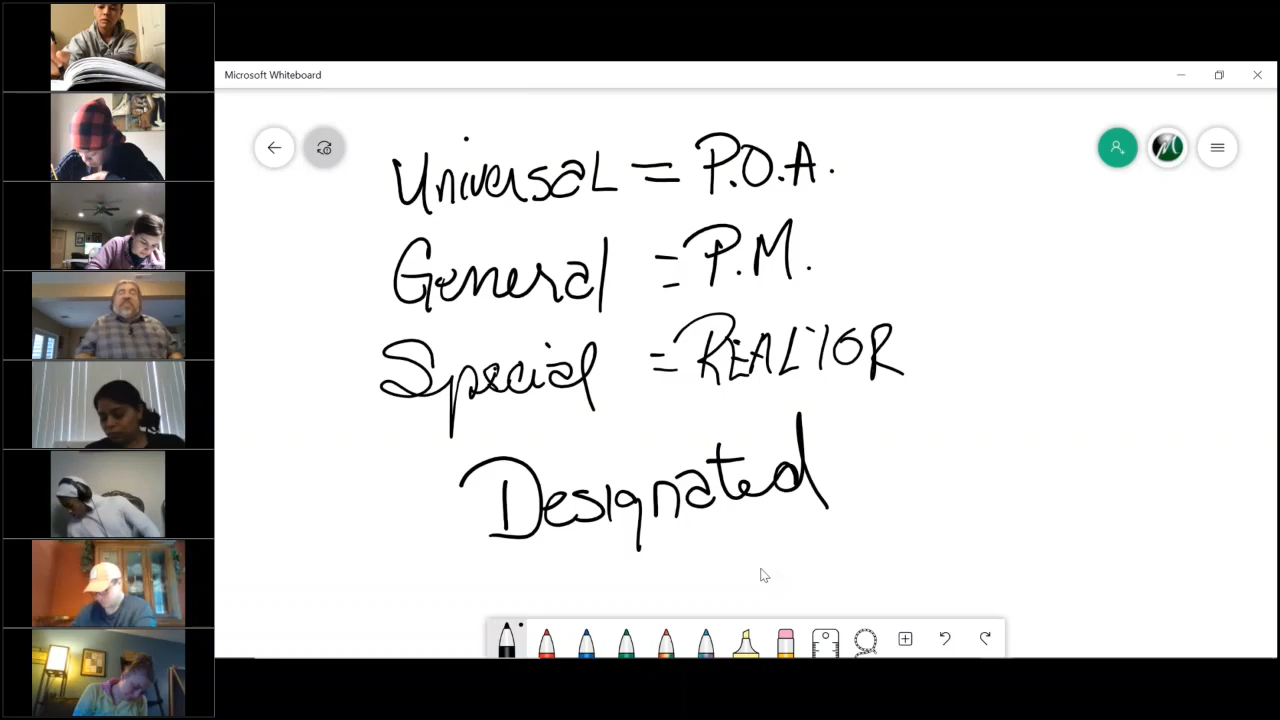 Microsoft Whiteboard
Universal = P.O.A.
General = P.M.
Special = REALTOR
Designated